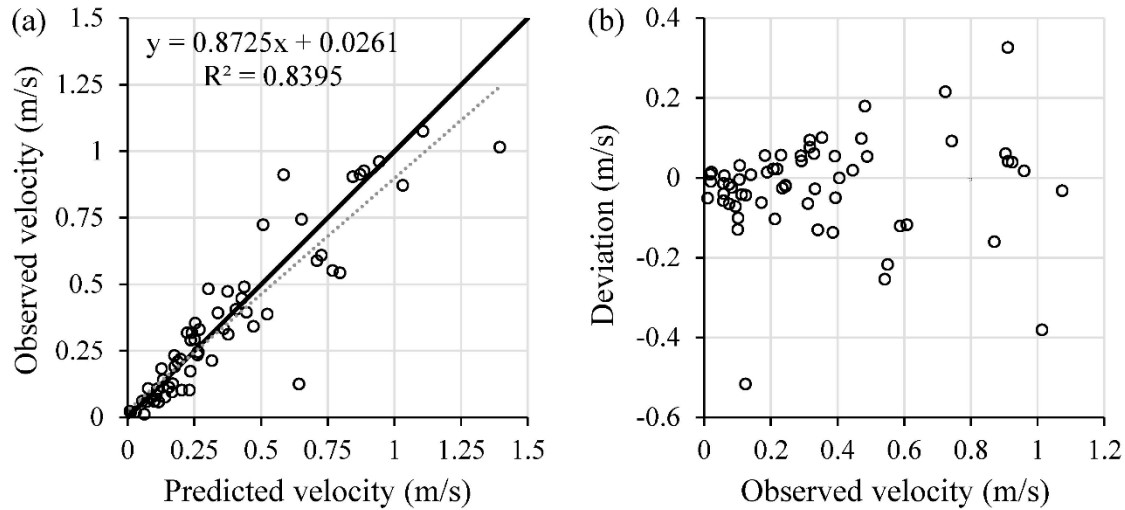 (a)
y = 0.8725x + 0.0261
R² = 0.8395
Observed velocity (m/s)
1.5
1.25
1
0.75
0.5
0.25
0
0 0.25 0.5 0.75 1 1.25 1.5
Predicted velocity (m/s)
(b)
Deviation (m/s)
0.4
0.2
0
-0.2
-0.4
-0.6
0 0.2 0.4 0.6 0.8 1 1.2
Observed velocity (m/s)